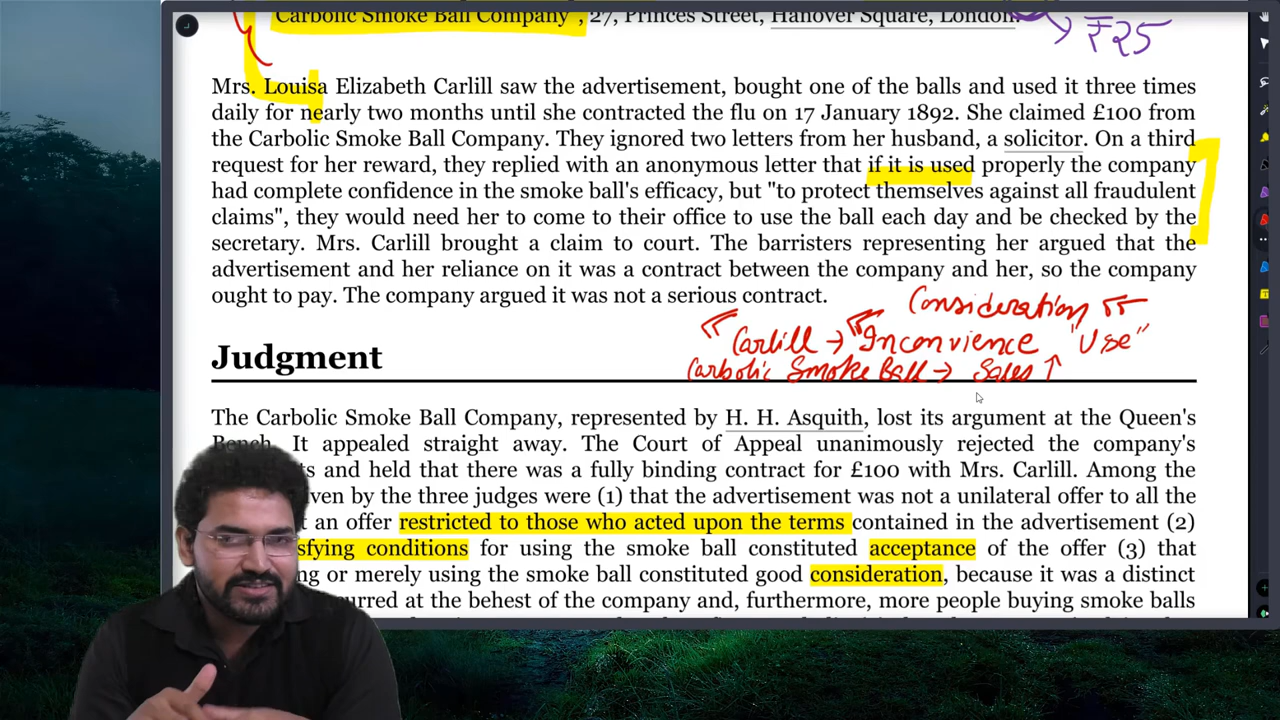 Carbolic Smoke Ball Company", 27, Princes Street, Hanover Square, London.
₹25
Mrs. Louisa Elizabeth Carlill saw the advertisement, bought one of the balls and used it three times
daily for nearly two months until she contracted the flu on 17 January 1892. She claimed £100 from
the Carbolic Smoke Ball Company. They ignored two letters from her husband, a solicitor. On a third
request for her reward, they replied with an anonymous letter that if it is used properly the company
had complete confidence in the smoke ball's efficacy, but "to protect themselves against all fraudulent
claims", they would need her to come to their office to use the ball each day and be checked by the
secretary. Mrs. Carlill brought a claim to court. The barristers representing her argued that the
advertisement and her reliance on it was a contract between the company and her, so the company
ought to pay. The company argued it was not a serious contract.
Consideration
Carlill → Inconvience "Use"
Carbolic Smoke Ball → Sales ↑
Judgment
The Carbolic Smoke Ball Company, represented by H. H. Asquith, lost its argument at the Queen's
Bench. It appealed straight away. The Court of Appeal unanimously rejected the company's
ts and held that there was a fully binding contract for £100 with Mrs. Carlill. Among the
ven by the three judges were (1) that the advertisement was not a unilateral offer to all the
t an offer restricted to those who acted upon the terms contained in the advertisement (2)
sfying conditions for using the smoke ball constituted acceptance of the offer (3) that
ng or merely using the smoke ball constituted good consideration, because it was a distinct
urred at the behest of the company and, furthermore, more people buying smoke balls